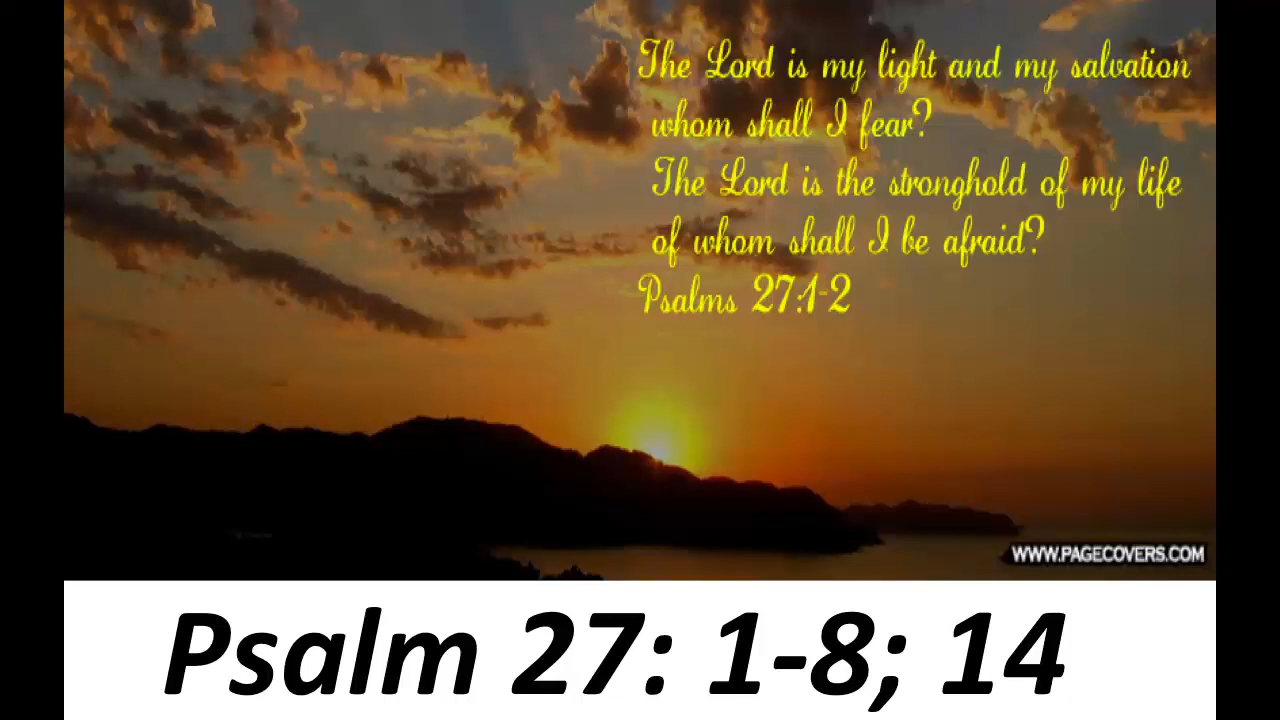 The Lord is my light and my salvation
whom shall I fear?
The Lord is the stronghold of my life
of whom shall I be afraid?
Psalms 27:1-2
WWW.PAGECOVERS.COM
Psalm 27: 1-8; 14